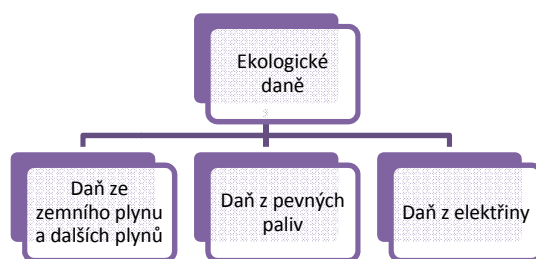 Ekologické
daně
Daň ze
zemního plynu
a dalších plynů
Daň z pevných
paliv
Daň z elektřiny